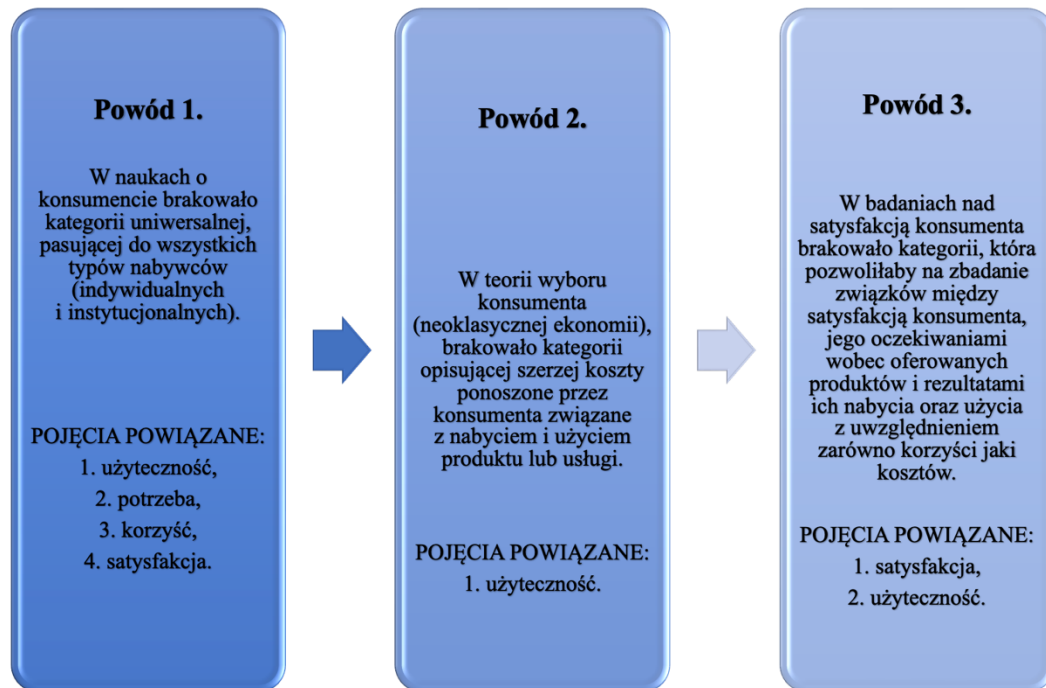 Powód 1.
W naukach o
konsumencie brakowało
kategorii uniwersalnej,
pasującej do wszystkich
typów nabywców
(indywidualnych
i instytucjonalnych).
POJĘCIA POWIĄZANE:
1. użyteczność,
2. potrzeba,
3. korzyść,
4. satysfakcja.
Powód 2.
W teorii wyboru
konsumenta
(neoklasycznej ekonomii),
brakowało kategorii
opisującej szerzej koszty
ponoszone przez
konsumenta związane
z nabyciem i użyciem
produktu lub usługi.
POJĘCIA POWIĄZANE:
1. użyteczność.
Powód 3.
W badaniach nad
satysfakcją konsumenta
brakowało kategorii, która
pozwoliłaby na zbadanie
związków między
satysfakcją konsumenta,
jego oczekiwaniami
wobec oferowanych
produktów i rezultatami
ich nabycia oraz użycia
z uwzględnieniem
zarówno korzyści jaki
kosztów.
POJĘCIA POWIĄZANE:
1. satysfakcja,
2. użyteczność.